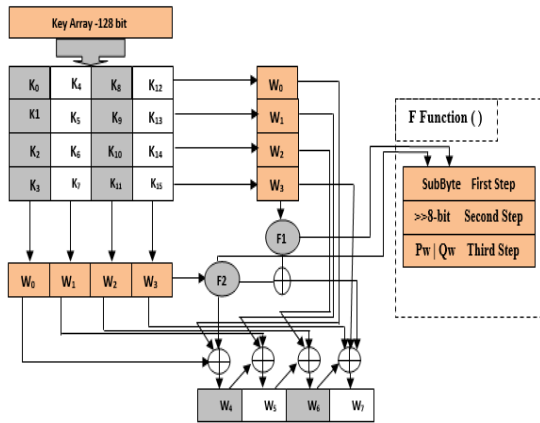 Key Array -128 bit
K₀ K₄ K₈ K₁₂
K1 K₅ K₉ K₁₃
K₂ K₆ K₁₀ K₁₄
K₃ K₇ K₁₁ K₁₅
W₀
W₁
W₂
W₃
F1
F Function ( )
SubByte First Step
>>8-bit Second Step
Pw | Qw Third Step
W₀ W₁ W₂ W₃
F2
W₄ W₅ W₆ W₇